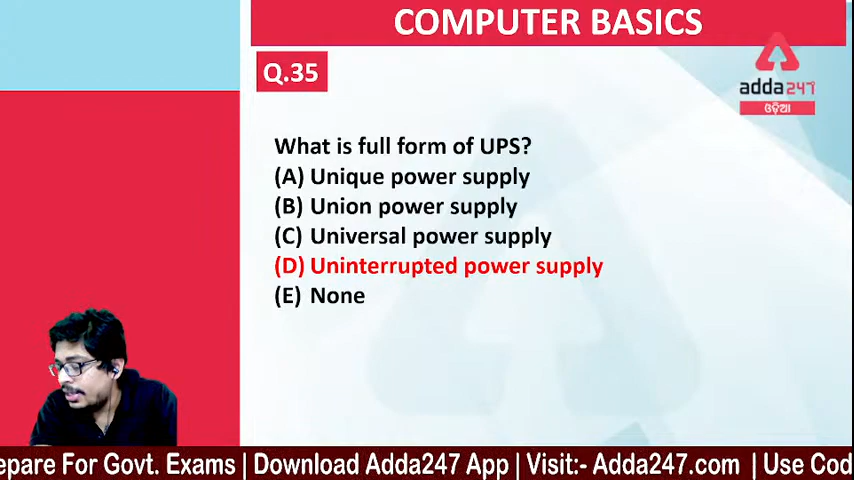 COMPUTER BASICS
Q.35
adda247
ଓଡ଼ିଆ
What is full form of UPS?
(A) Unique power supply
(B) Union power supply
(C) Universal power supply
(D) Uninterrupted power supply
(E) None
epare For Govt. Exams | Download Adda247 App | Visit:- Adda247.com | Use Cod